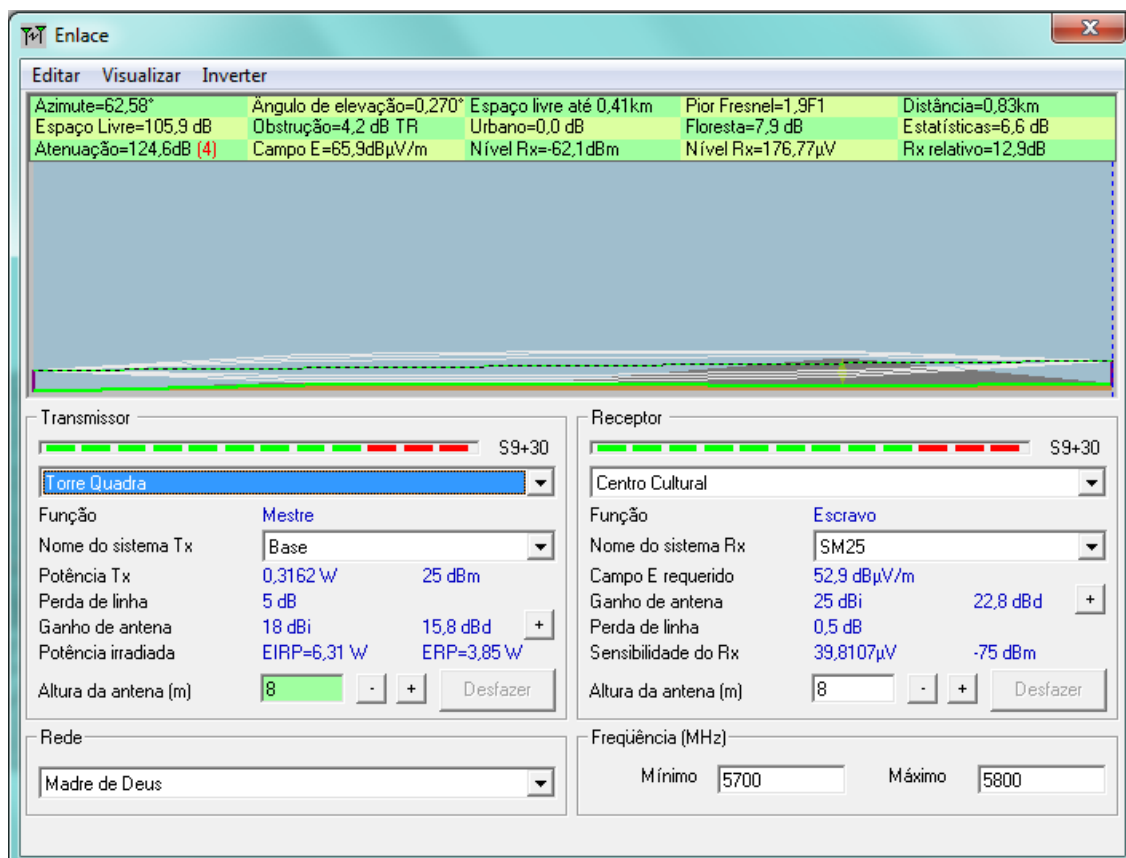 Enlace
Editar Visualizar Inverter
Azimute=62,58° Ângulo de elevação=0,270° Espaço livre até 0,41km Pior Fresnel=1,9F1 Distância=0,83km
Espaço Livre=105,9 dB Obstrução=4,2 dB TR Urbano=0,0 dB Floresta=7,9 dB Estatísticas=6,6 dB
Atenuação=124,6dB (4) Campo E=65,9dBµV/m Nível Rx=-62,1dBm Nível Rx=176,77µV Rx relativo=12,9dB
Transmissor
S9+30
Torre Quadra
Função Mestre
Nome do sistema Tx Base
Potência Tx 0,3162 W 25 dBm
Perda de linha 5 dB
Ganho de antena 18 dBi 15,8 dBd +
Potência irradiada EIRP=6,31 W ERP=3,85 W
Altura da antena (m) 8 - + Desfazer
Receptor
S9+30
Centro Cultural
Função Escravo
Nome do sistema Rx SM25
Campo E requerido 52,9 dBµV/m
Ganho de antena 25 dBi 22,8 dBd +
Perda de linha 0,5 dB
Sensibilidade do Rx 39,8107µV -75 dBm
Altura da antena (m) 8 - + Desfazer
Rede
Madre de Deus
Freqüência (MHz)
Mínimo 5700 Máximo 5800